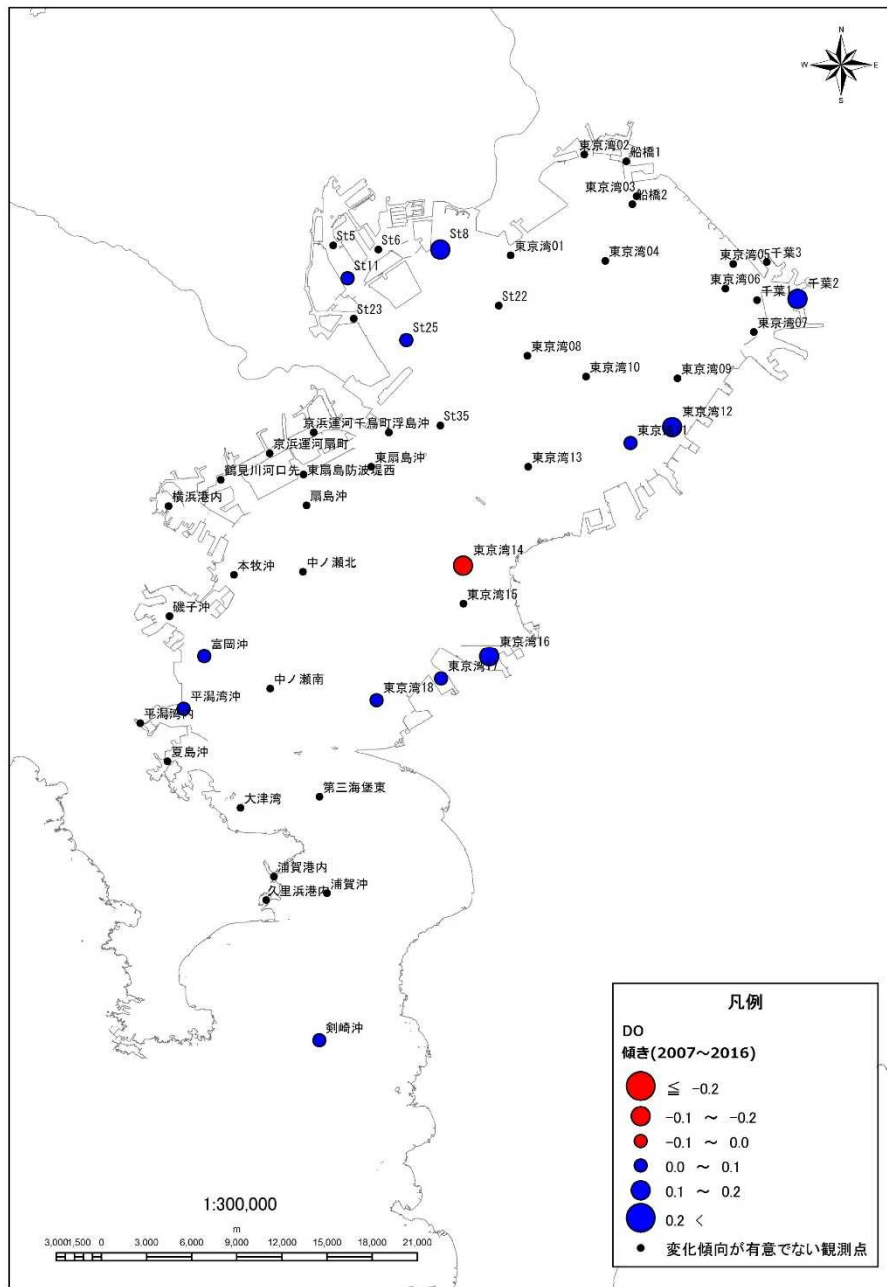 N
W
E
S
東京湾02
船橋1
東京湾03
船橋2
St5
St6
St8
東京湾01
東京湾04
東京湾05
千葉3
St11
東京湾06
千葉1
千葉2
St22
St23
東京湾07
St25
東京湾08
東京湾10
東京湾09
京浜運河千鳥町
浮島沖
St35
東京湾12
東京湾11
京浜運河扇町
鶴見川河口先
東扇島防波堤西
東扇島沖
東京湾13
横浜港内
扇島沖
東京湾14
本牧沖
中ノ瀬北
東京湾15
磯子沖
富岡沖
東京湾16
東京湾17
中ノ瀬南
東京湾18
平潟湾沖
平潟湾内
夏島沖
第三海堡東
大津湾
浦賀港内
久里浜港内
浦賀沖
剣崎沖
凡例
DO
傾き(2007～2016)
≦ -0.2
-0.1 ～ -0.2
-0.1 ～ 0.0
0.0 ～ 0.1
0.1 ～ 0.2
0.2 <
変化傾向が有意でない観測点
1:300,000
m
3,000 1,500 0 3,000 6,000 9,000 12,000 15,000 18,000 21,000